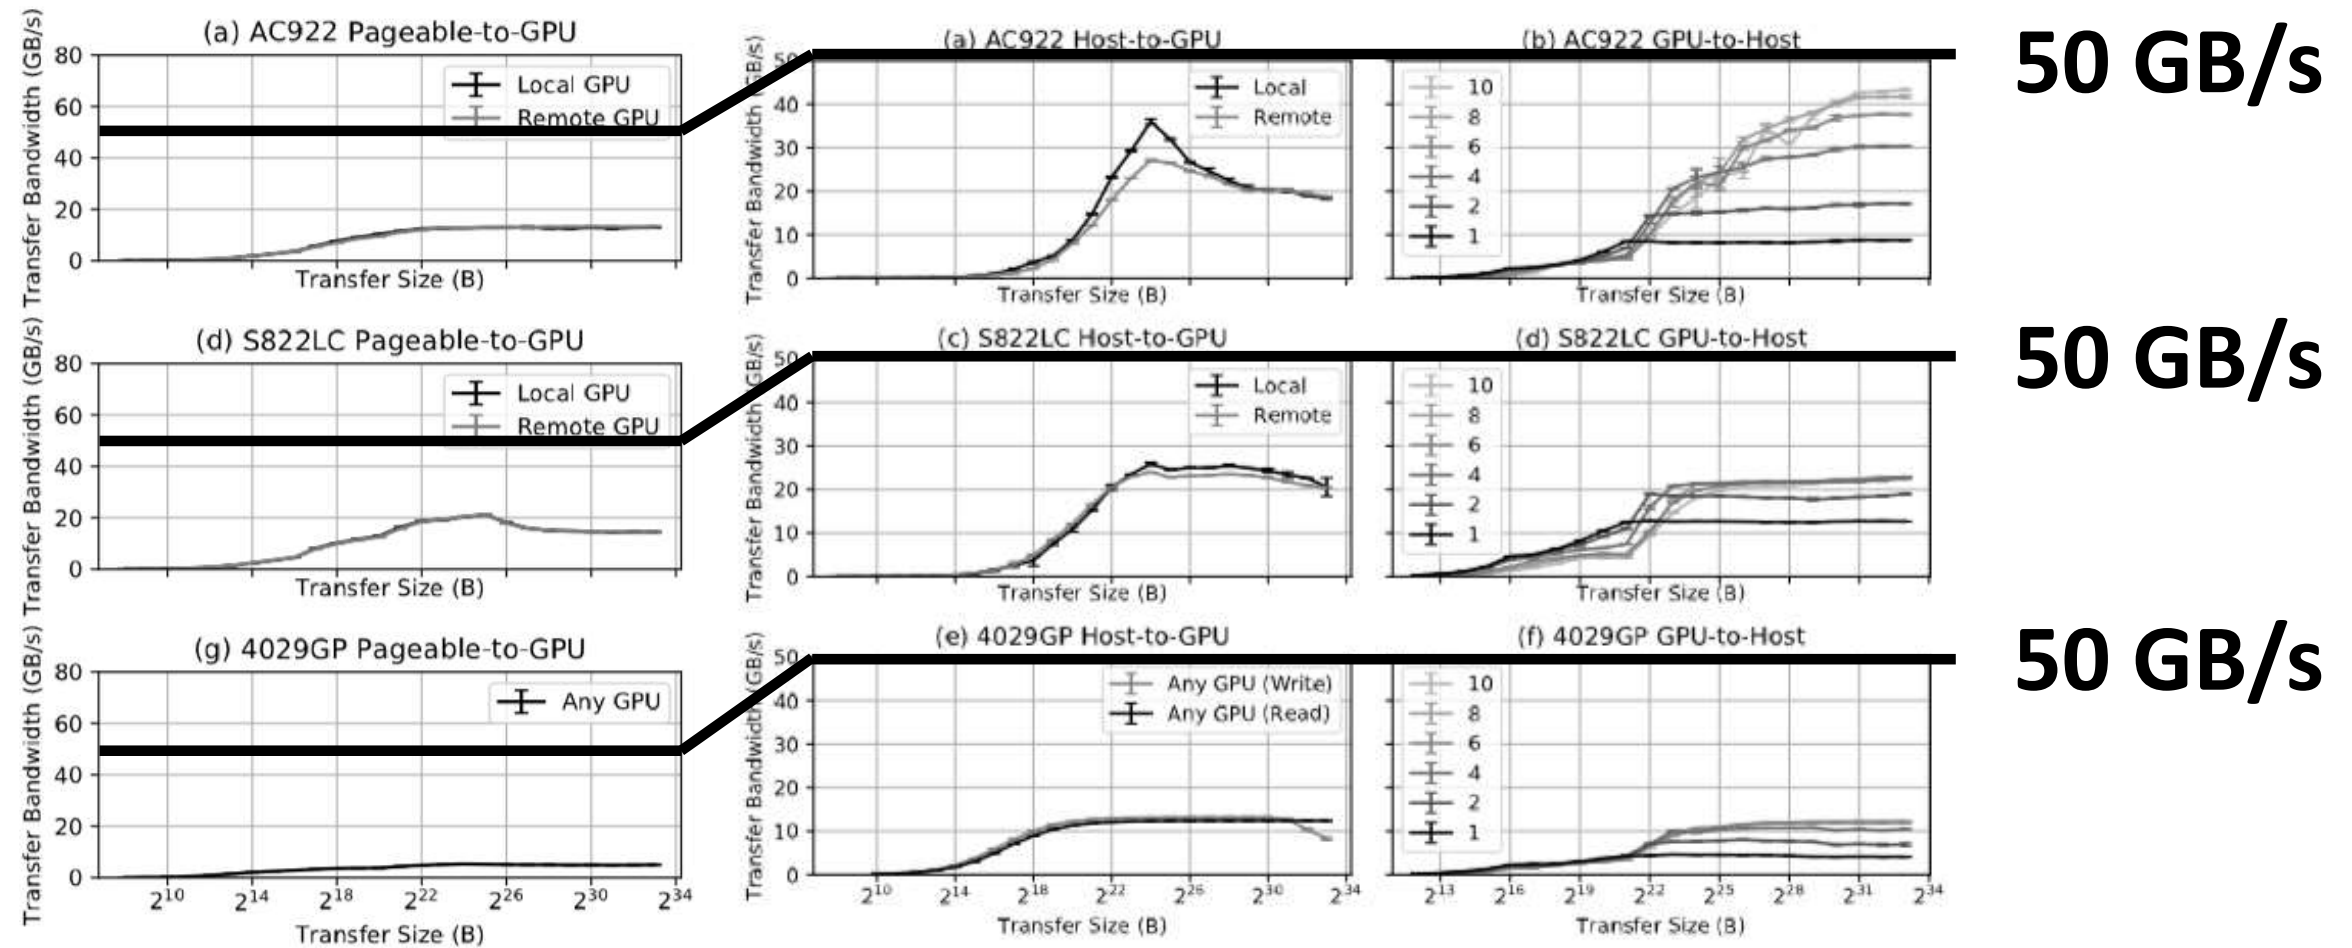 (a) AC922 Pageable-to-GPU
Transfer Bandwidth (GB/s)
80
60
40
20
0
Local GPU
Remote GPU
Transfer Size (B)
(a) AC922 Host-to-GPU
Transfer Bandwidth (GB/s)
50
40
30
20
10
0
Local
Remote
Transfer Size (B)
(b) AC922 GPU-to-Host
10
8
6
4
2
1
Transfer Size (B)
50 GB/s
(d) S822LC Pageable-to-GPU
Transfer Bandwidth (GB/s)
80
60
40
20
0
Local GPU
Remote GPU
Transfer Size (B)
(c) S822LC Host-to-GPU
Transfer Bandwidth (GB/s)
50
40
30
20
10
0
Local
Remote
Transfer Size (B)
(d) S822LC GPU-to-Host
10
8
6
4
2
1
Transfer Size (B)
50 GB/s
(g) 4029GP Pageable-to-GPU
Transfer Bandwidth (GB/s)
80
60
40
20
0
Any GPU
2^10 2^14 2^18 2^22 2^26 2^30 2^34
Transfer Size (B)
(e) 4029GP Host-to-GPU
Transfer Bandwidth (GB/s)
50
40
30
20
10
0
Any GPU (Write)
Any GPU (Read)
2^10 2^14 2^18 2^22 2^26 2^30 2^34
Transfer Size (B)
(f) 4029GP GPU-to-Host
10
8
6
4
2
1
2^13 2^16 2^19 2^22 2^25 2^28 2^31 2^34
Transfer Size (B)
50 GB/s